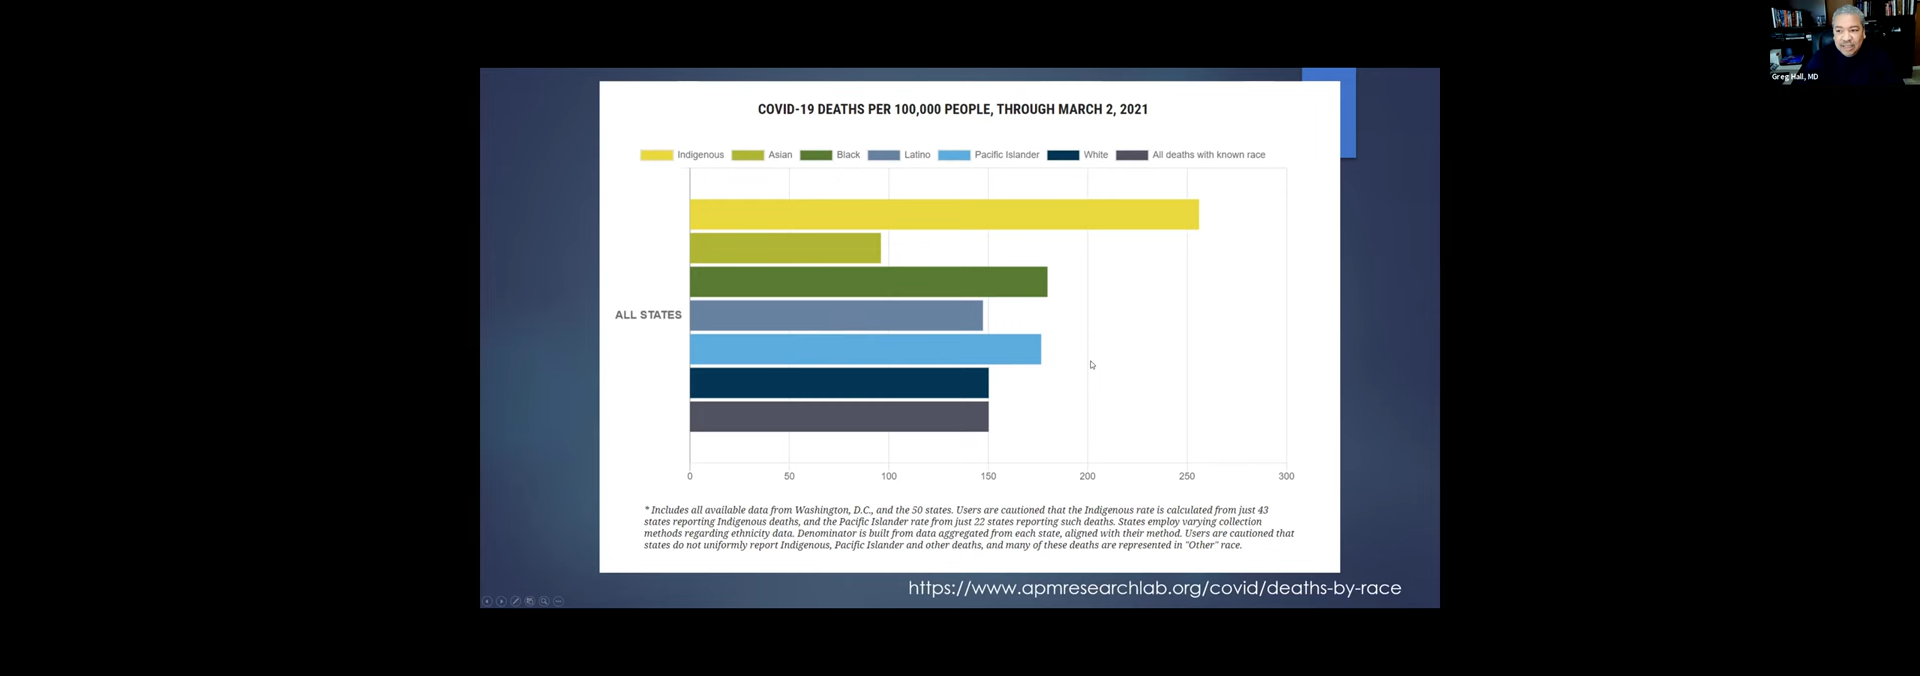 Greg Hall, MD
COVID-19 DEATHS PER 100,000 PEOPLE, THROUGH MARCH 2, 2021
Indigenous Asian Black Latino Pacific Islander White All deaths with known race
ALL STATES
0 50 100 150 200 250 300
* Includes all available data from Washington, D.C., and the 50 states. Users are cautioned that the Indigenous rate is calculated from just 43
states reporting Indigenous deaths, and the Pacific Islander rate from just 22 states reporting such deaths. States employ varying collection
methods regarding ethnicity data. Denominator is built from data aggregated from each state, aligned with their method. Users are cautioned that
states do not uniformly report Indigenous, Pacific Islander and other deaths, and many of these deaths are represented in "Other" race.
https://www.apmresearchlab.org/covid/deaths-by-race